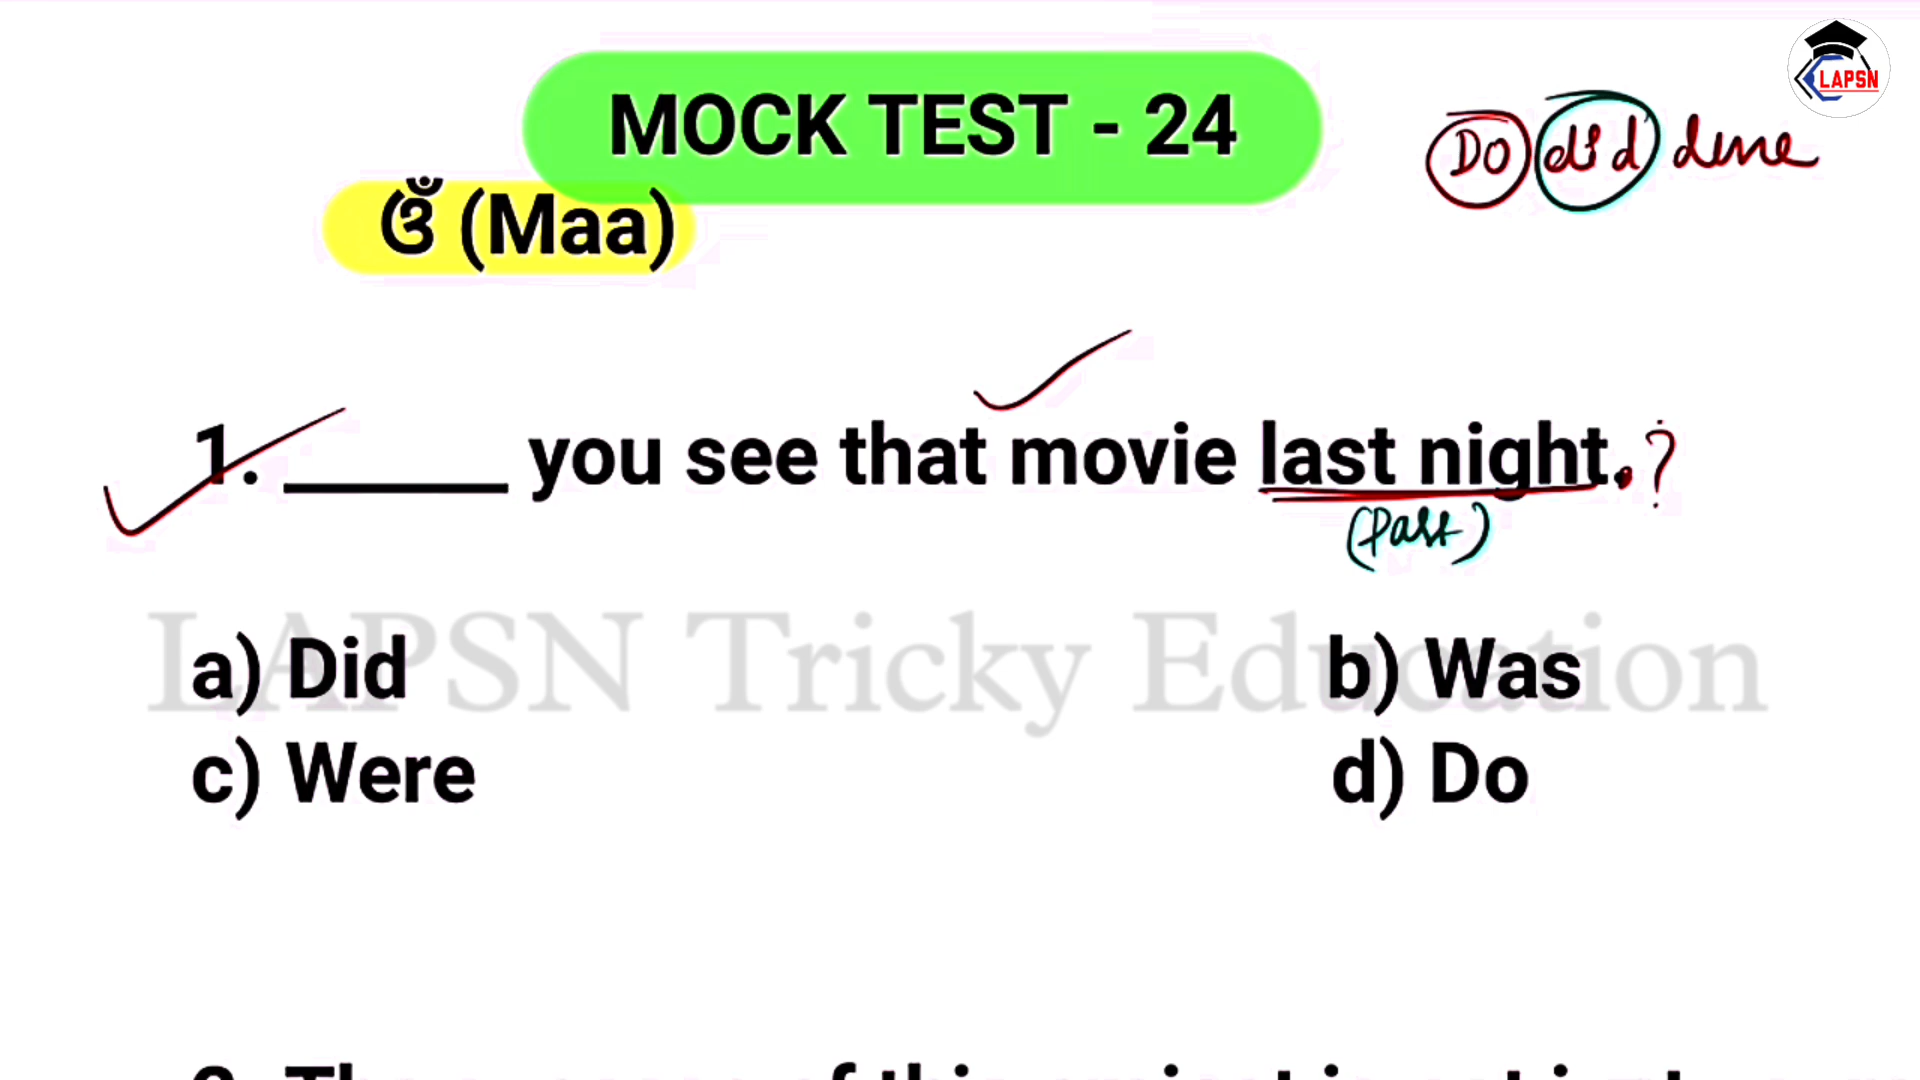 LAPSN
MOCK TEST - 24
Do did done
ଓଁ (Maa)
1. ______ you see that movie last night. ?
(Past)
LAPSN Tricky Education
a) Did b) Was
c) Were d) Do